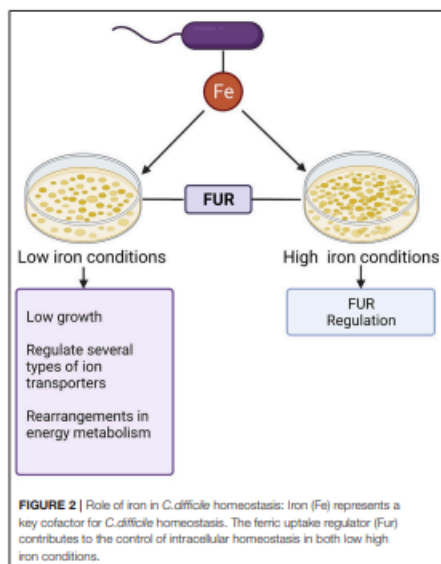 Fe
FUR
Low iron conditions
High iron conditions
Low growth
Regulate several
types of ion
transporters
Rearrangements in
energy metabolism
FUR
Regulation
FIGURE 2 | Role of iron in C.difficile homeostasis: Iron (Fe) represents a
key cofactor for C.difficile homeostasis. The ferric uptake regulator (Fur)
contributes to the control of intracellular homeostasis in both low high
iron conditions.